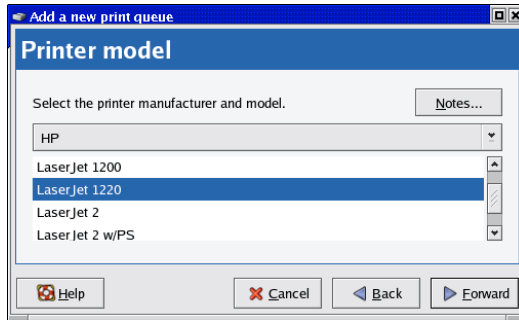 Add a new print queue
Printer model
Select the printer manufacturer and model.
Notes...
HP
LaserJet 1200
LaserJet 1220
LaserJet 2
LaserJet 2 w/PS
Help
Cancel
Back
Forward